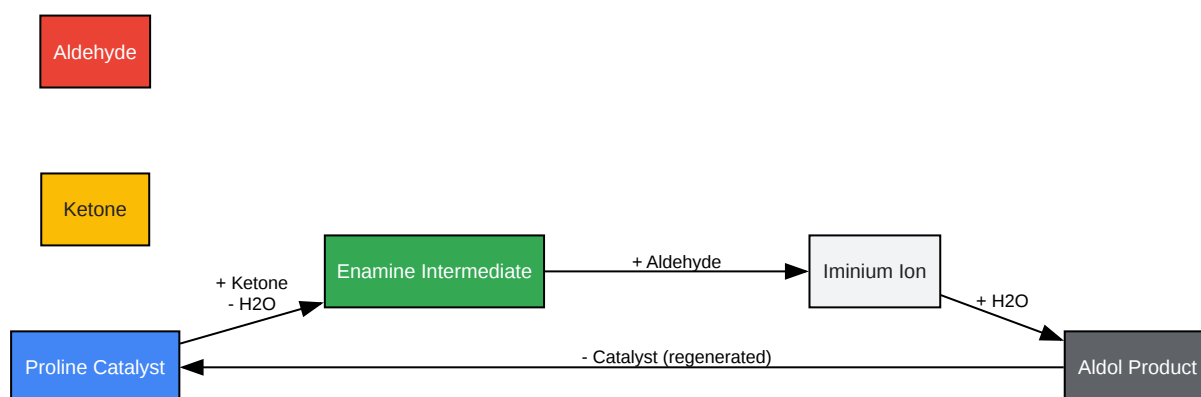 Aldehyde
Ketone
+ Ketone
- H2O
Enamine Intermediate
+ Aldehyde
Iminium Ion
+ H2O
Proline Catalyst
- Catalyst (regenerated)
Aldol Product